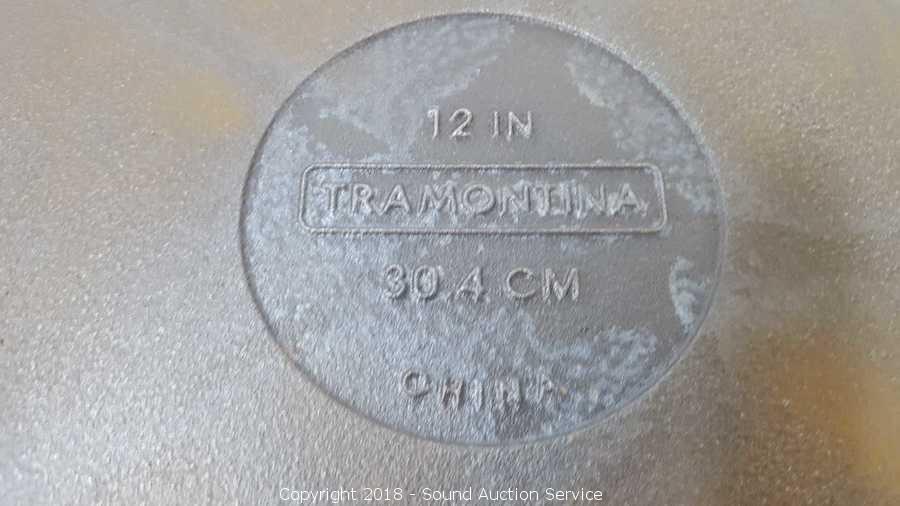 12 IN
TRAMONTINA
30.4 CM
CHINA
Copyright 2018 - Sound Auction Service